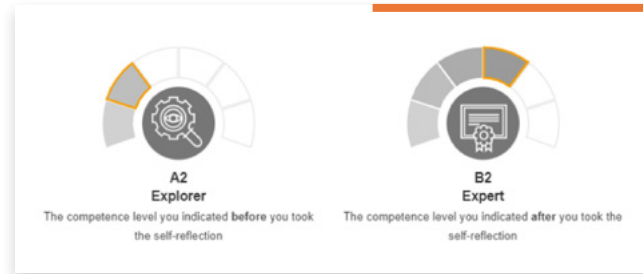 A2
Explorer
The competence level you indicated before you took
the self-reflection
B2
Expert
The competence level you indicated after you took the
self-reflection